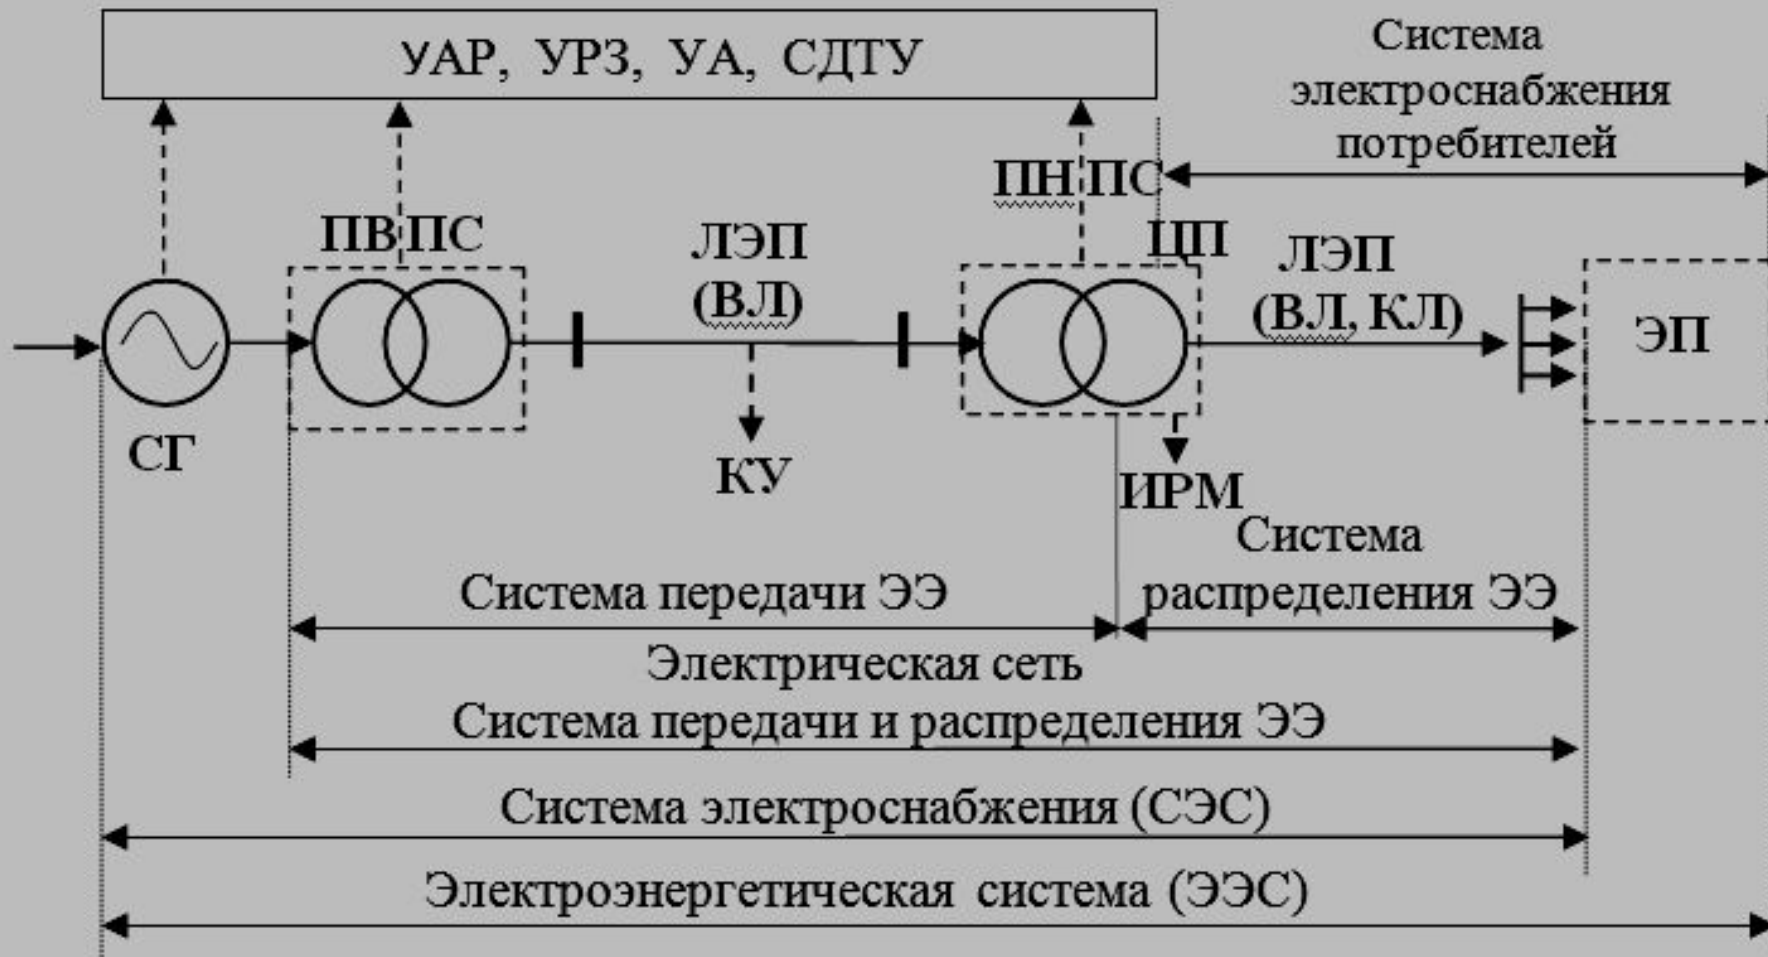 УАР, УРЗ, УА, СДТУ
Система
электроснабжения
потребителей
ПН ПС
ПВ ПС
ЛЭП
(ВЛ)
ЦП
ЛЭП
(ВЛ, КЛ)
ЭП
СГ
КУ
ИРМ
Система
распределения ЭЭ
Система передачи ЭЭ
Электрическая сеть
Система передачи и распределения ЭЭ
Система электроснабжения (СЭС)
Электроэнергетическая система (ЭЭС)